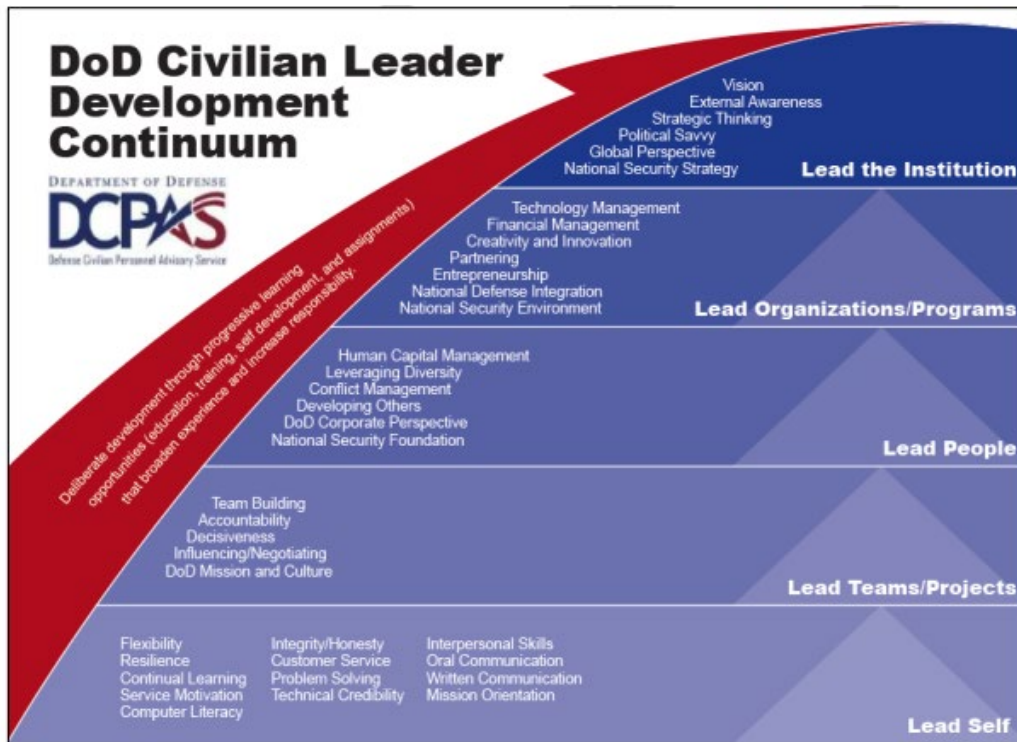 DoD Civilian Leader
Development
Continuum
DEPARTMENT OF DEFENSE
DCPAS
Defense Civilian Personnel Advisory Service
Deliberate development through progressive learning
opportunities (education, training, self development, and assignments)
that broaden experience and increase responsibility.
Vision
External Awareness
Strategic Thinking
Political Savvy
Global Perspective
National Security Strategy
Lead the Institution
Technology Management
Financial Management
Creativity and Innovation
Partnering
Entrepreneurship
National Defense Integration
National Security Environment
Lead Organizations/Programs
Human Capital Management
Leveraging Diversity
Conflict Management
Developing Others
DoD Corporate Perspective
National Security Foundation
Lead People
Team Building
Accountability
Decisiveness
Influencing/Negotiating
DoD Mission and Culture
Lead Teams/Projects
Flexibility
Resilience
Continual Learning
Service Motivation
Computer Literacy
Integrity/Honesty
Customer Service
Problem Solving
Technical Credibility
Interpersonal Skills
Oral Communication
Written Communication
Mission Orientation
Lead Self